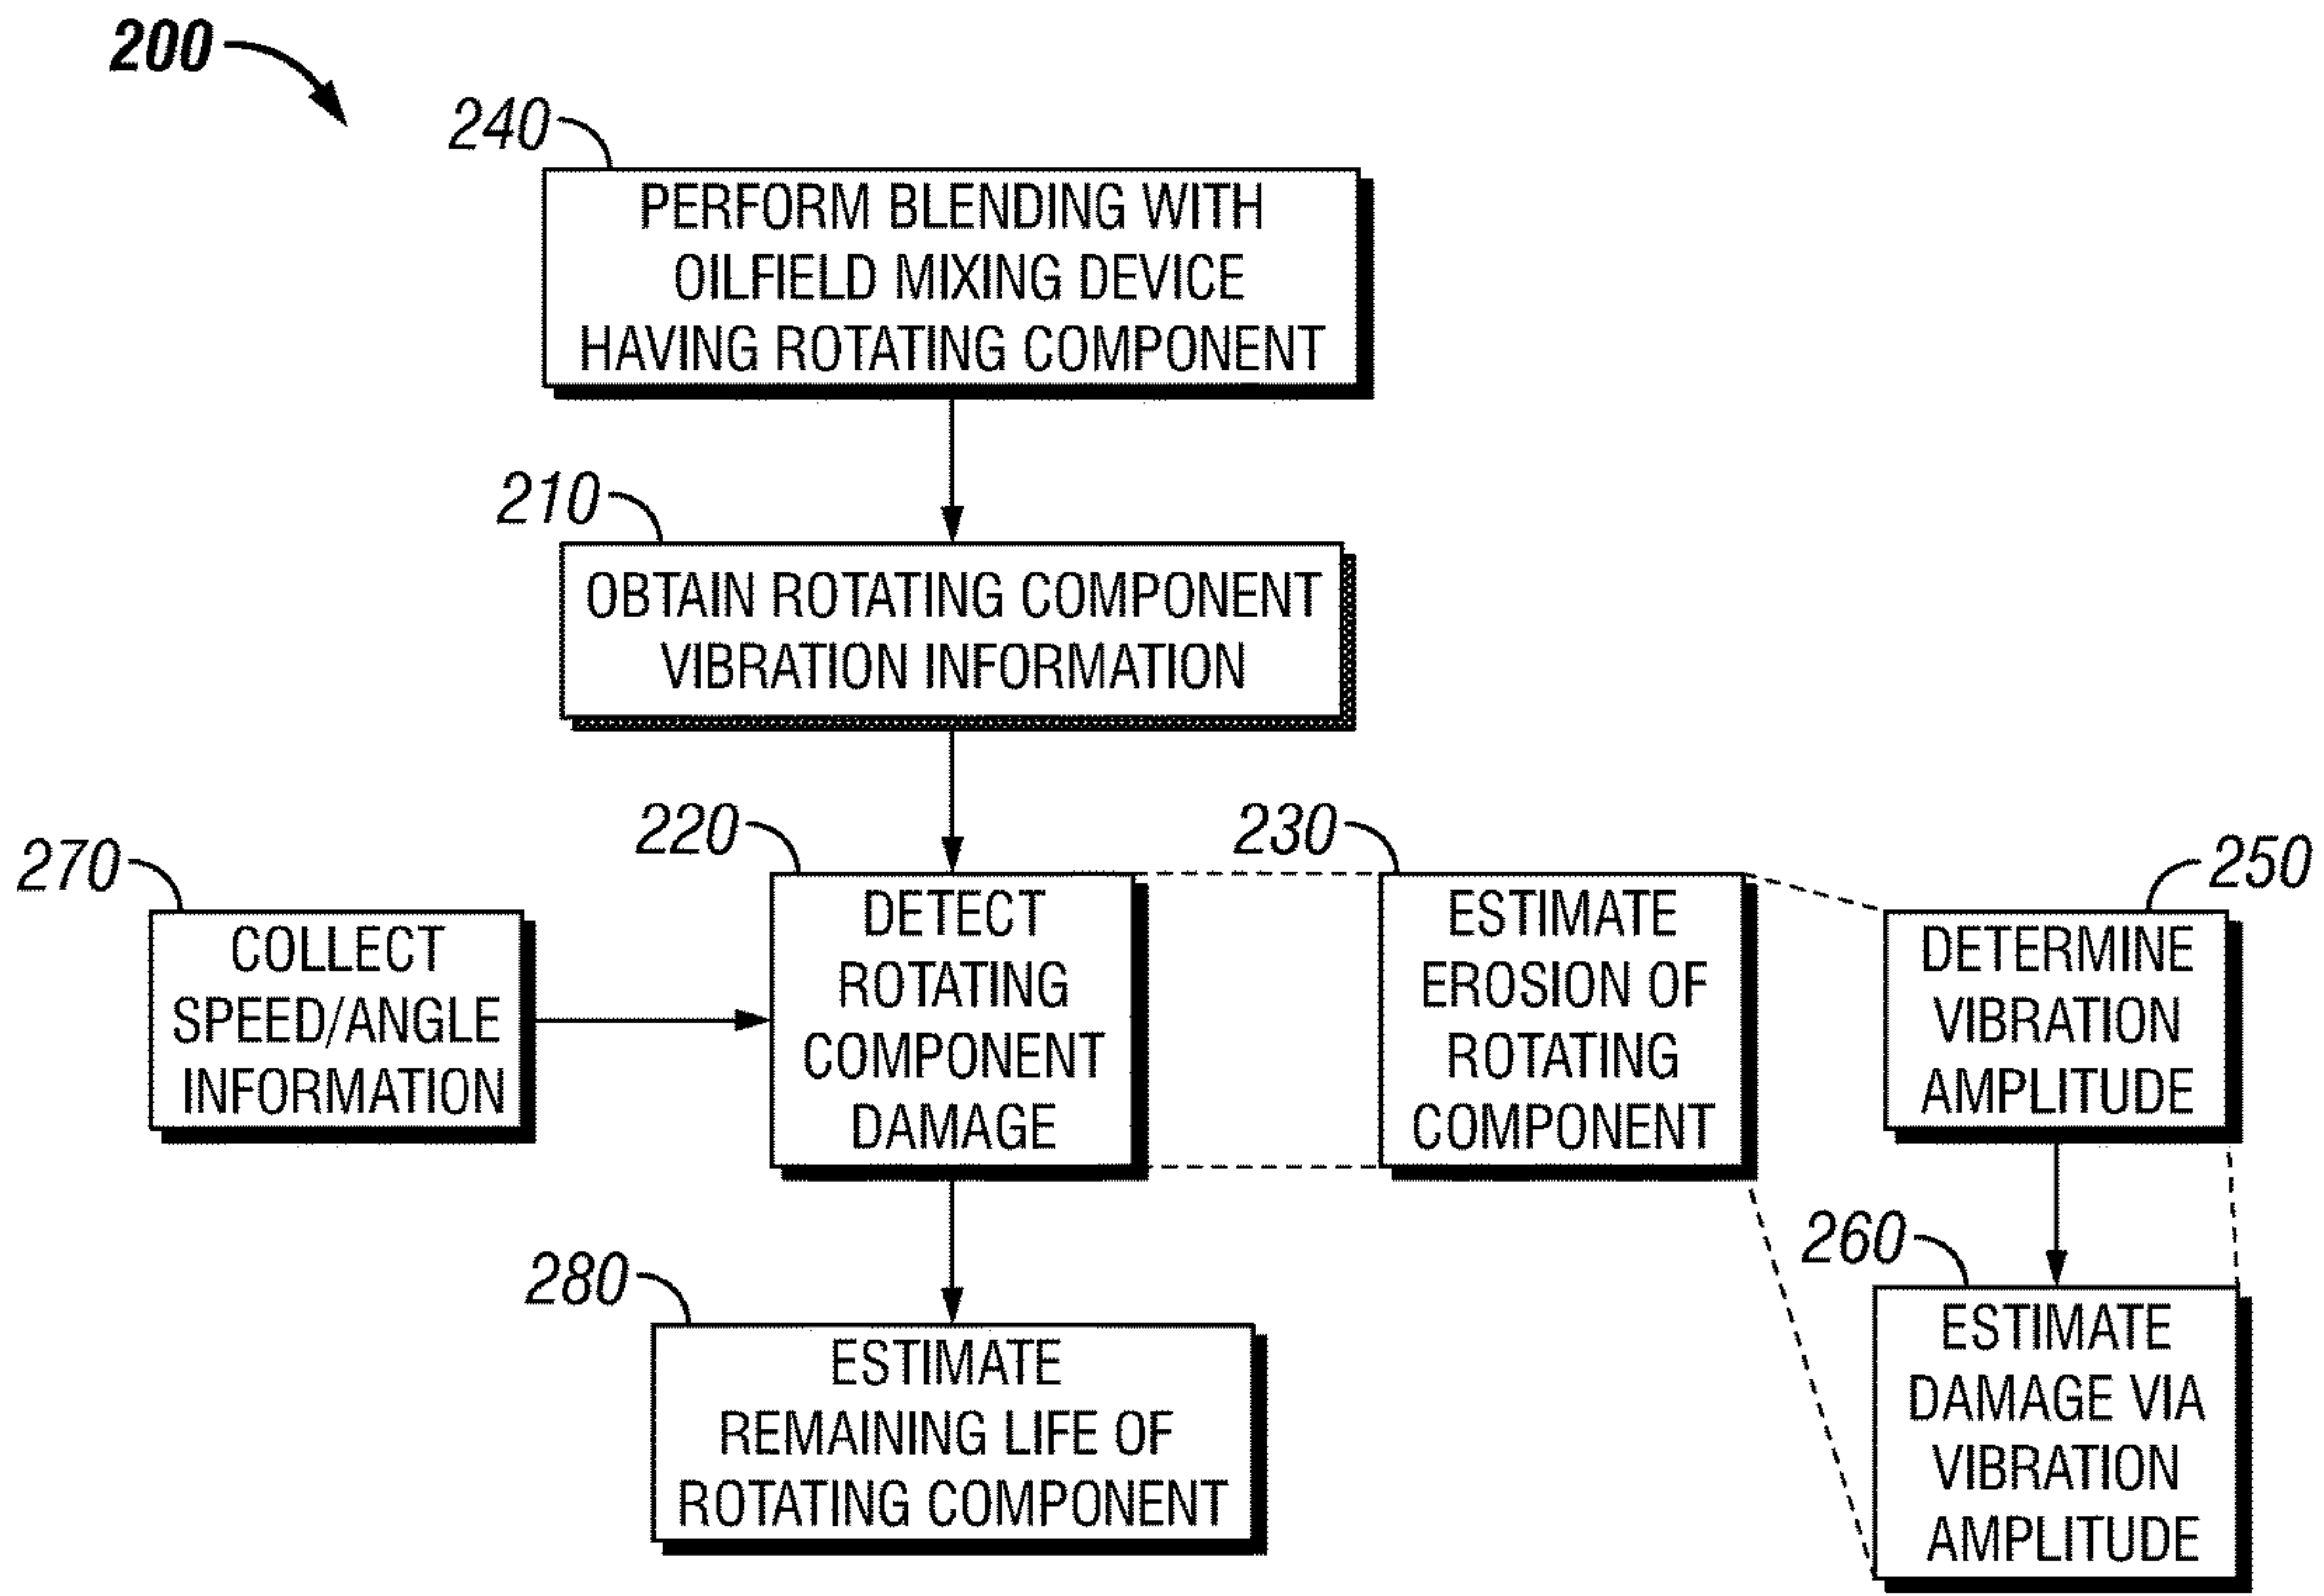 200
240
PERFORM BLENDING WITH
OILFIELD MIXING DEVICE
HAVING ROTATING COMPONENT
210
OBTAIN ROTATING COMPONENT
VIBRATION INFORMATION
270
COLLECT
SPEED/ANGLE
INFORMATION
220
DETECT
ROTATING
COMPONENT
DAMAGE
230
ESTIMATE
EROSION OF
ROTATING
COMPONENT
250
DETERMINE
VIBRATION
AMPLITUDE
260
ESTIMATE
DAMAGE VIA
VIBRATION
AMPLITUDE
280
ESTIMATE
REMAINING LIFE OF
ROTATING COMPONENT